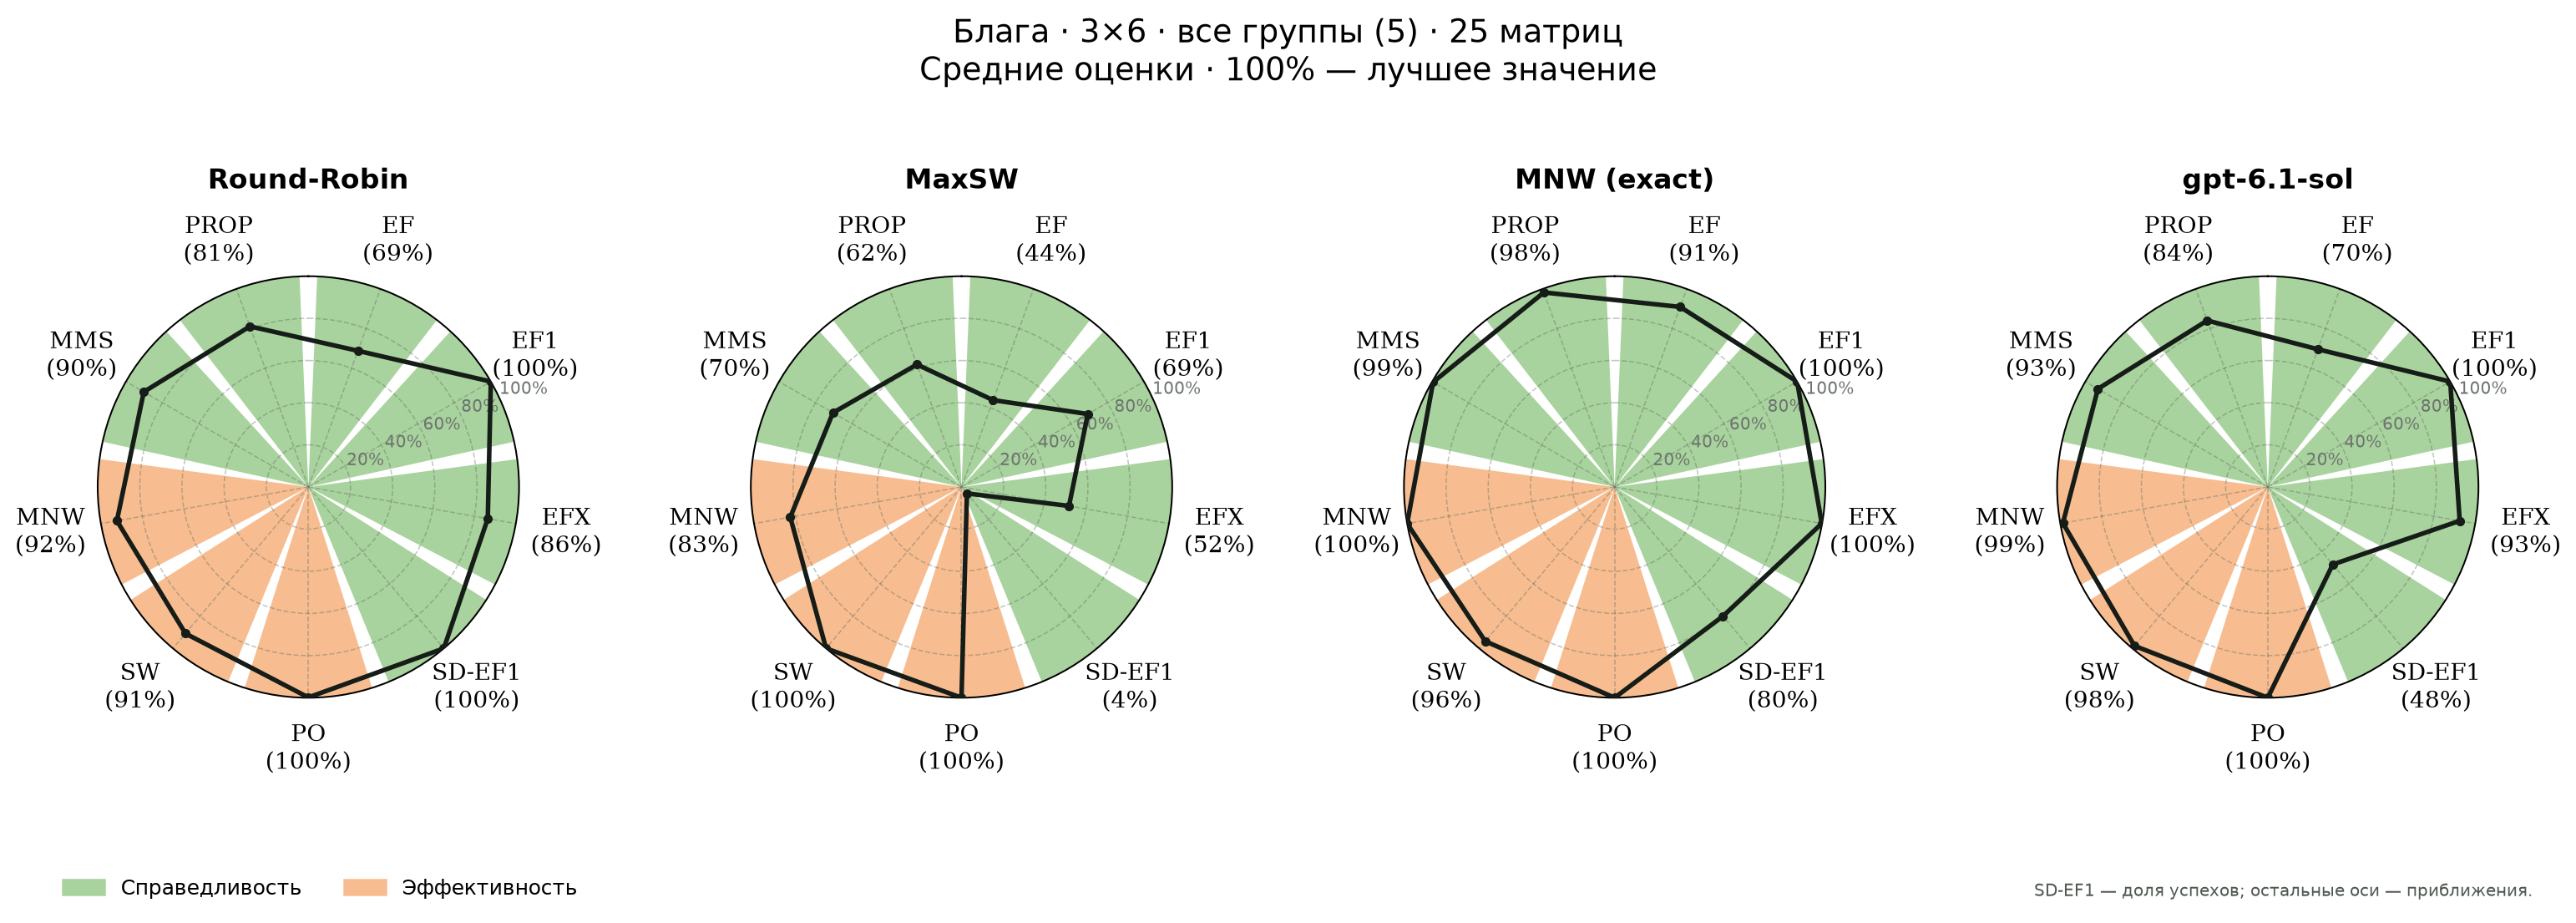 Блага · 3×6 · все группы (5) · 25 матриц
Средние оценки · 100% — лучшее значение
Round-Robin
PROP
(81%)
EF
(69%)
MMS
(90%)
EF1
(100%)
100%
80%
60%
40%
20%
MNW
(92%)
EFX
(86%)
SW
(91%)
SD-EF1
(100%)
PO
(100%)
MaxSW
PROP
(62%)
EF
(44%)
MMS
(70%)
EF1
(69%)
100%
80%
60%
40%
20%
MNW
(83%)
EFX
(52%)
SW
(100%)
SD-EF1
(4%)
PO
(100%)
MNW (exact)
PROP
(98%)
EF
(91%)
MMS
(99%)
EF1
(100%)
100%
80%
60%
40%
20%
MNW
(100%)
EFX
(100%)
SW
(96%)
SD-EF1
(80%)
PO
(100%)
gpt-6.1-sol
PROP
(84%)
EF
(70%)
MMS
(93%)
EF1
(100%)
100%
80%
60%
40%
20%
MNW
(99%)
EFX
(93%)
SW
(98%)
SD-EF1
(48%)
PO
(100%)
Справедливость
Эффективность
SD-EF1 — доля успехов; остальные оси — приближения.